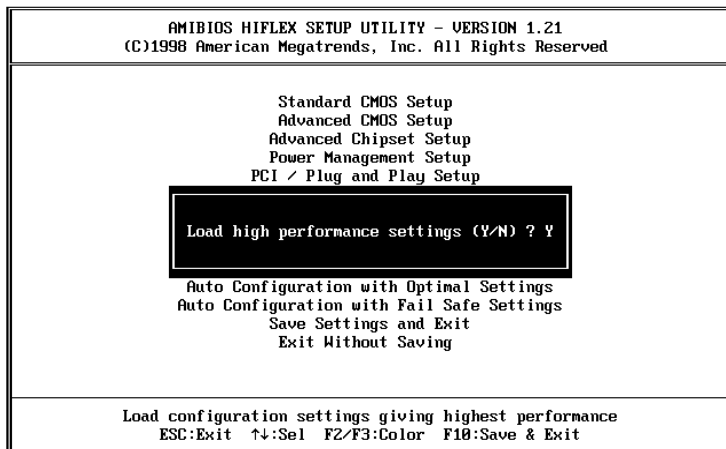 AMIBIOS HIFLEX SETUP UTILITY - VERSION 1.21
(C)1998 American Megatrends, Inc. All Rights Reserved
Standard CMOS Setup
Advanced CMOS Setup
Advanced Chipset Setup
Power Management Setup
PCI / Plug and Play Setup
Load high performance settings (Y/N) ? Y
Auto Configuration with Optimal Settings
Auto Configuration with Fail Safe Settings
Save Settings and Exit
Exit Without Saving
Load configuration settings giving highest performance
ESC:Exit ↑↓:Sel F2/F3:Color F10:Save & Exit